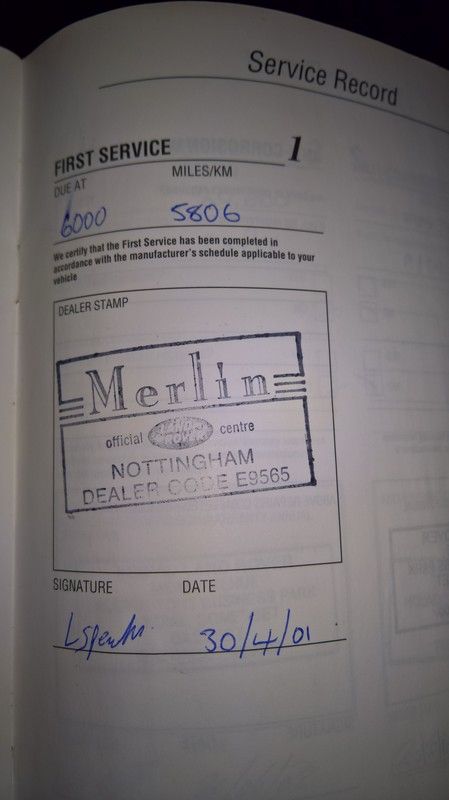 Service Record
FIRST SERVICE 1
DUE AT MILES/KM
6000 5806
We certify that the First Service has been completed in
accordance with the manufacturer's schedule applicable to your
vehicle
DEALER STAMP
Merlin
official centre
NOTTINGHAM
DEALER CODE E9565
SIGNATURE DATE
30/4/01